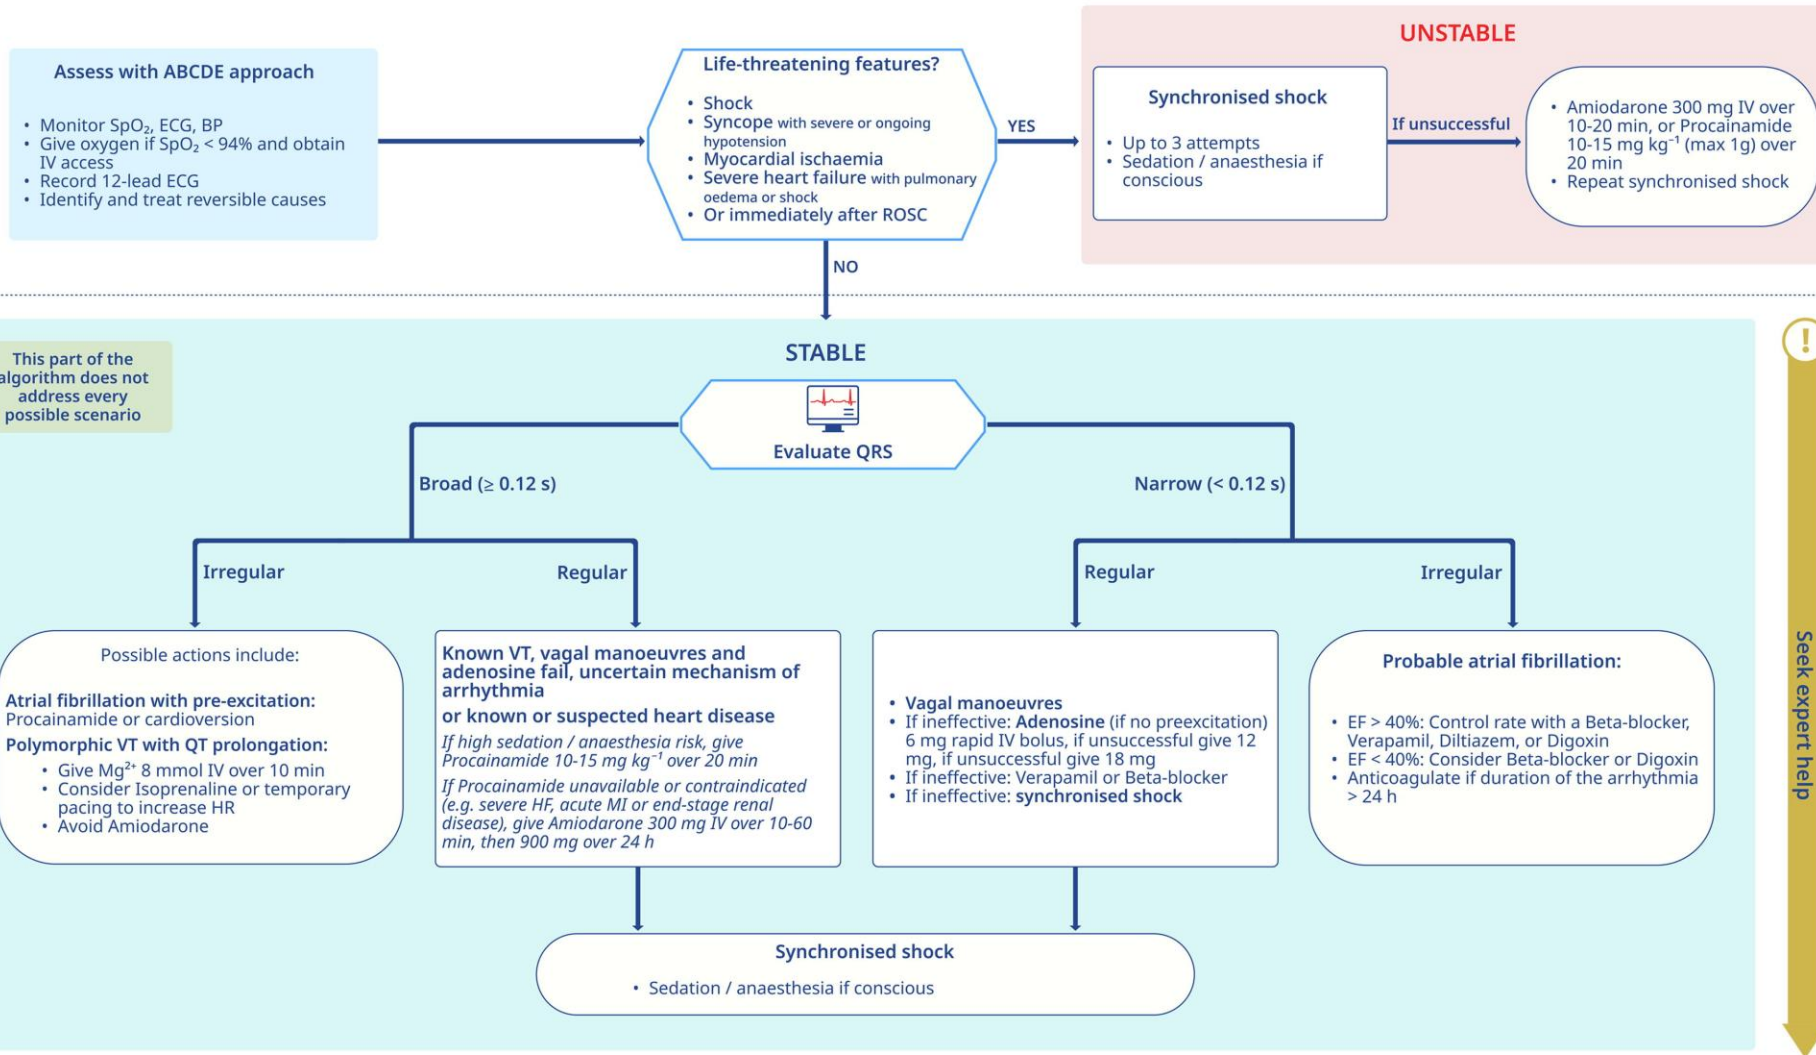 Assess with ABCDE approach
• Monitor SpO₂, ECG, BP
• Give oxygen if SpO₂ < 94% and obtain
IV access
• Record 12-lead ECG
• Identify and treat reversible causes
Life-threatening features?
• Shock
• Syncope with severe or ongoing
hypotension
• Myocardial ischaemia
• Severe heart failure with pulmonary
oedema or shock
• Or immediately after ROSC
YES
NO
UNSTABLE
Synchronised shock
• Up to 3 attempts
• Sedation / anaesthesia if
conscious
If unsuccessful
• Amiodarone 300 mg IV over
10-20 min, or Procainamide
10-15 mg kg⁻¹ (max 1g) over
20 min
• Repeat synchronised shock
This part of the
algorithm does not
address every
possible scenario
STABLE
Evaluate QRS
Broad (≥ 0.12 s)
Narrow (< 0.12 s)
Irregular
Regular
Regular
Irregular
Possible actions include:
Atrial fibrillation with pre-excitation:
Procainamide or cardioversion
Polymorphic VT with QT prolongation:
• Give Mg²⁺ 8 mmol IV over 10 min
• Consider Isoprenaline or temporary
pacing to increase HR
• Avoid Amiodarone
Known VT, vagal manoeuvres and
adenosine fail, uncertain mechanism of
arrhythmia
or known or suspected heart disease
If high sedation / anaesthesia risk, give
Procainamide 10-15 mg kg⁻¹ over 20 min
If Procainamide unavailable or contraindicated
(e.g. severe HF, acute MI or end-stage renal
disease), give Amiodarone 300 mg IV over 10-60
min, then 900 mg over 24 h
• Vagal manoeuvres
• If ineffective: Adenosine (if no preexcitation)
6 mg rapid IV bolus, if unsuccessful give 12
mg, if unsuccessful give 18 mg
• If ineffective: Verapamil or Beta-blocker
• If ineffective: synchronised shock
Probable atrial fibrillation:
• EF > 40%: Control rate with a Beta-blocker,
Verapamil, Diltiazem, or Digoxin
• EF < 40%: Consider Beta-blocker or Digoxin
• Anticoagulate if duration of the arrhythmia
> 24 h
Synchronised shock
• Sedation / anaesthesia if conscious
!
Seek expert help